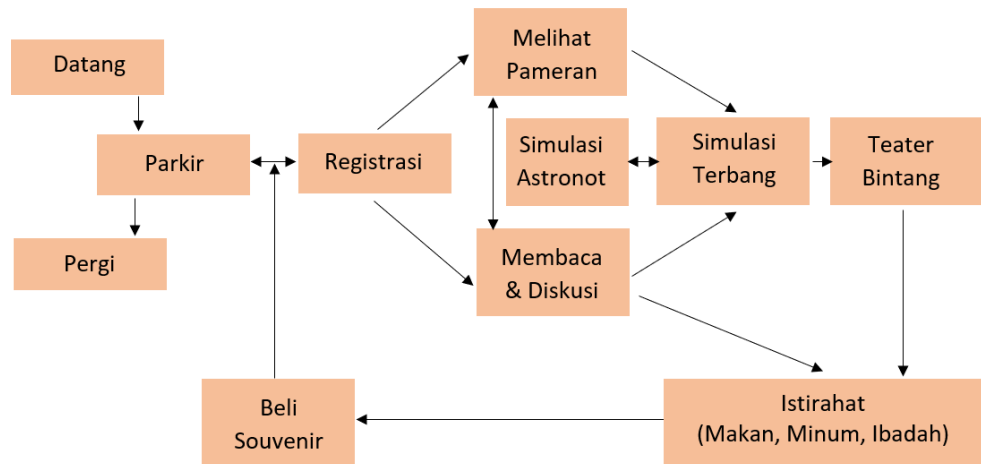 Datang
Parkir
Pergi
Registrasi
Melihat
Pameran
Simulasi
Astronot
Simulasi
Terbang
Teater
Bintang
Membaca
& Diskusi
Beli
Souvenir
Istirahat
(Makan, Minum, Ibadah)